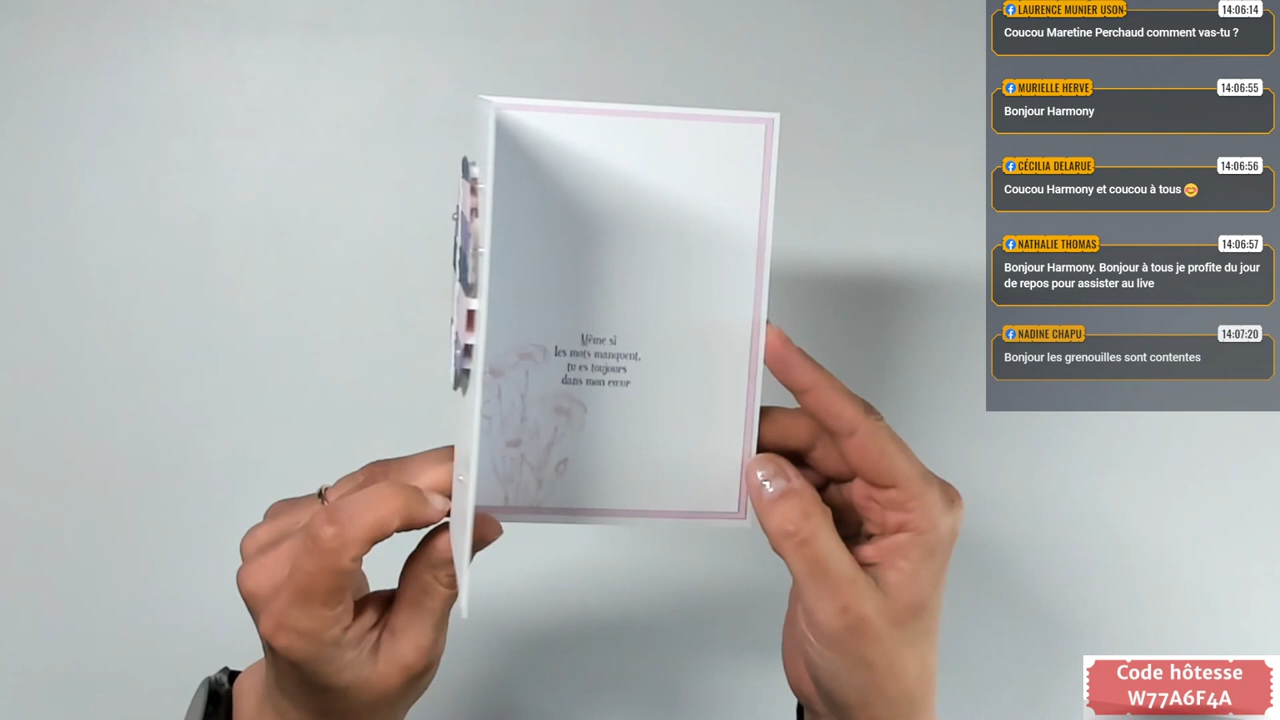 LAURENCE MUNIER USON
14:06:14
Coucou Maretine Perchaud comment vas-tu ?
MURIELLE HERVE
14:06:55
Bonjour Harmony
CÉCILIA DELARUE
14:06:56
Coucou Harmony et coucou à tous
NATHALIE THOMAS
14:06:57
Bonjour Harmony. Bonjour à tous je profite du jour
de repos pour assister au live
NADINE CHAPU
14:07:20
Bonjour les grenouilles sont contentes
Même si
les mots manquent,
tu es toujours
dans mon cœur
Code hôtesse
W77A6F4A